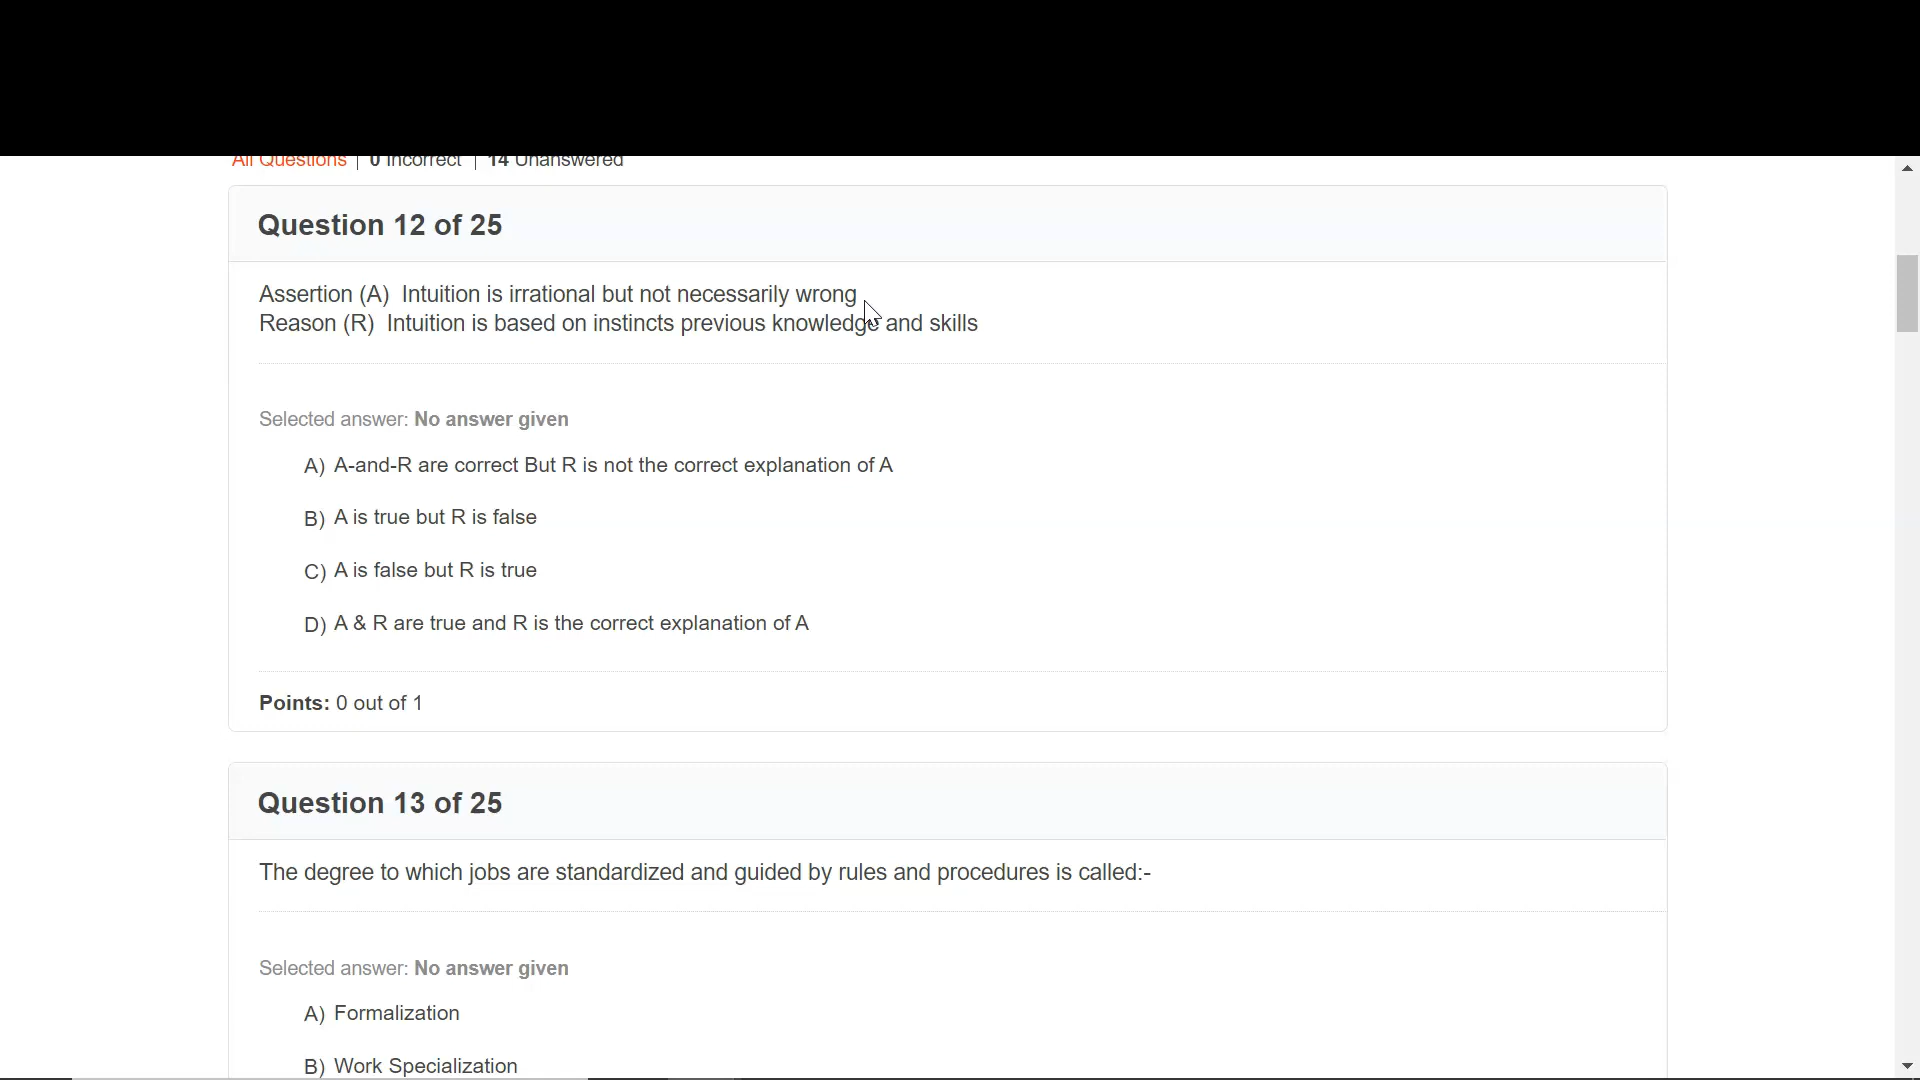 All Questions | 0 Incorrect | 14 Unanswered
Question 12 of 25
Assertion (A) Intuition is irrational but not necessarily wrong
Reason (R) Intuition is based on instincts previous knowledge and skills
Selected answer: No answer given
A) A-and-R are correct But R is not the correct explanation of A
B) A is true but R is false
C) A is false but R is true
D) A & R are true and R is the correct explanation of A
Points: 0 out of 1
Question 13 of 25
The degree to which jobs are standardized and guided by rules and procedures is called:-
Selected answer: No answer given
A) Formalization
B) Work Specialization